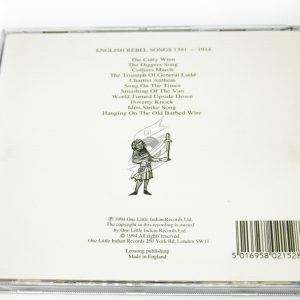 ENGLISH REBEL SONGS 1381 — 1914
The Cutty Wren
The Diggers Song
Colliers March
The Triumph Of General Ludd
Chartist Anthem
Song On The Times
Smashing Of The Van
World Turned Upside Down
Poverty Knock
Idris Strike Song
Hanging On The Old Barbed Wire
℗ 1994 One Little Indian Records Ltd.
The copyright in this recording is owned
by One Little Indian Records Ltd.
© 1994 All rights reserved.
One Little Indian Records 250 York Rd, London SW11
Leosong publishing
Made in England
5 016958 021528